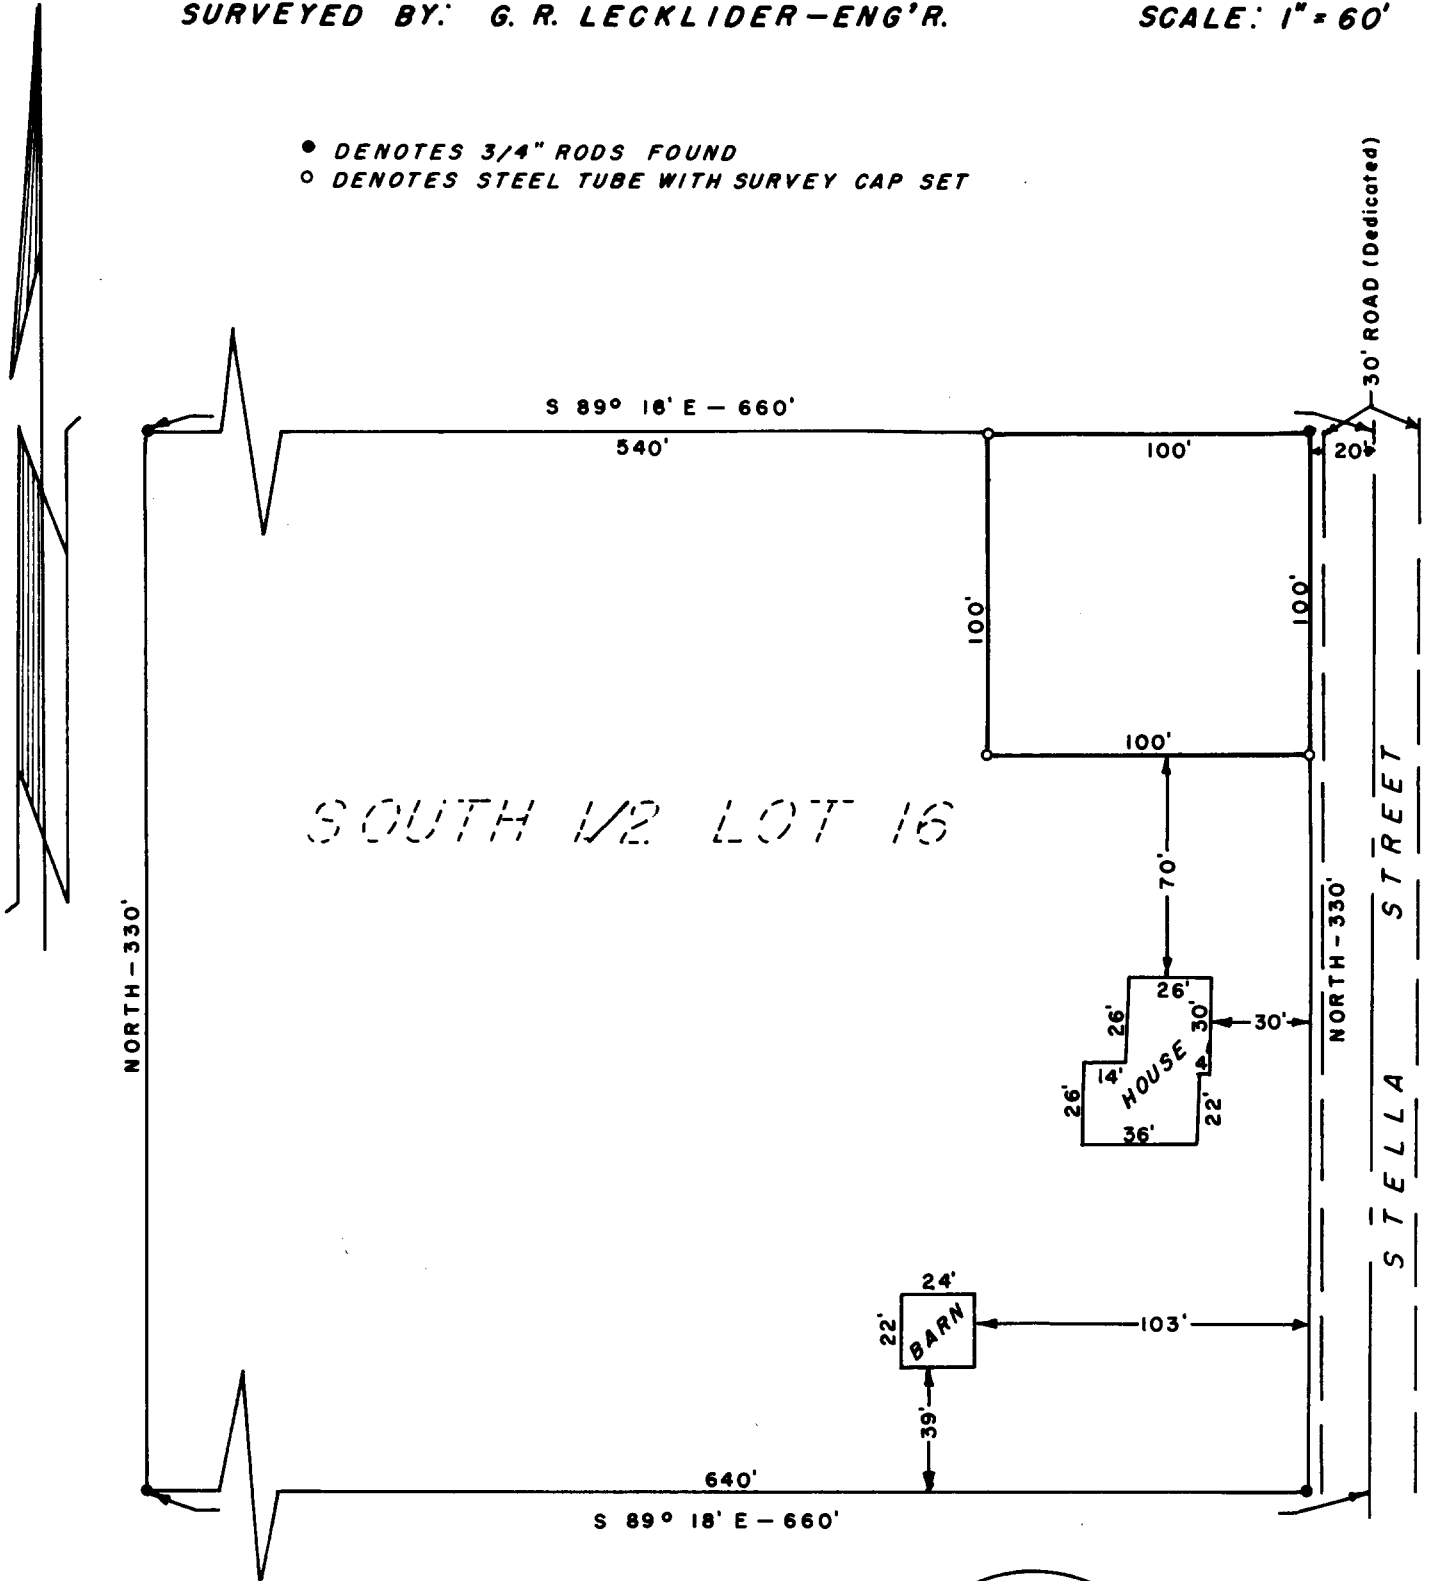 SURVEYED BY: G. R. LECKLIDER-ENG'R. SCALE: 1" = 60'
● DENOTES 3/4" RODS FOUND
○ DENOTES STEEL TUBE WITH SURVEY CAP SET
30' ROAD (Dedicated)
S 89° 18' E - 660'
540'
100'
20'
100'
100'
100'
SOUTH 1/2 LOT 16
STELLA STREET
70'
NORTH - 330'
NORTH - 330'
26'
26'
30'
30'
HOUSE
4'
14'
26'
22'
36'
24'
22'
BARN
103'
39'
640'
S 89° 18' E - 660'